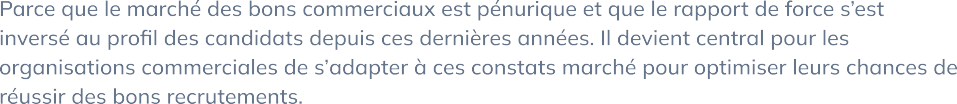 Parce que le marché des bons commerciaux est pénurique et que le rapport de force s’est
inversé au profil des candidats depuis ces dernières années. Il devient central pour les
organisations commerciales de s’adapter à ces constats marché pour optimiser leurs chances de
réussir des bons recrutements.